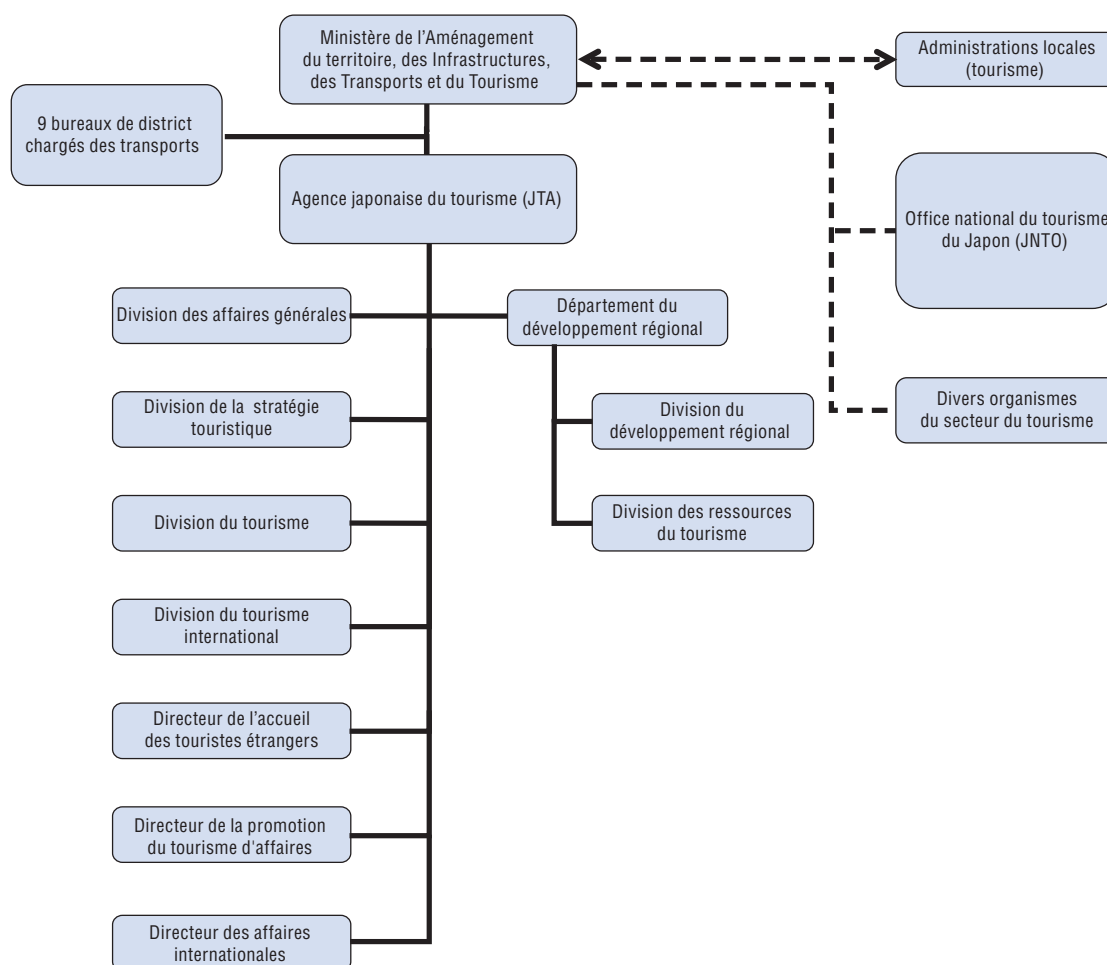 Ministère de l’Aménagement
du territoire, des Infrastructures,
des Transports et du Tourisme
Administrations locales
(tourisme)
9 bureaux de district
chargés des transports
Agence japonaise du tourisme (JTA)
Office national du tourisme
du Japon (JNTO)
Division des affaires générales
Département du
développement régional
Division de la stratégie
touristique
Division du
développement régional
Divers organismes
du secteur du tourisme
Division du tourisme
Division des ressources
du tourisme
Division du tourisme
international
Directeur de l’accueil
des touristes étrangers
Directeur de la promotion
du tourisme d'affaires
Directeur des affaires
internationales